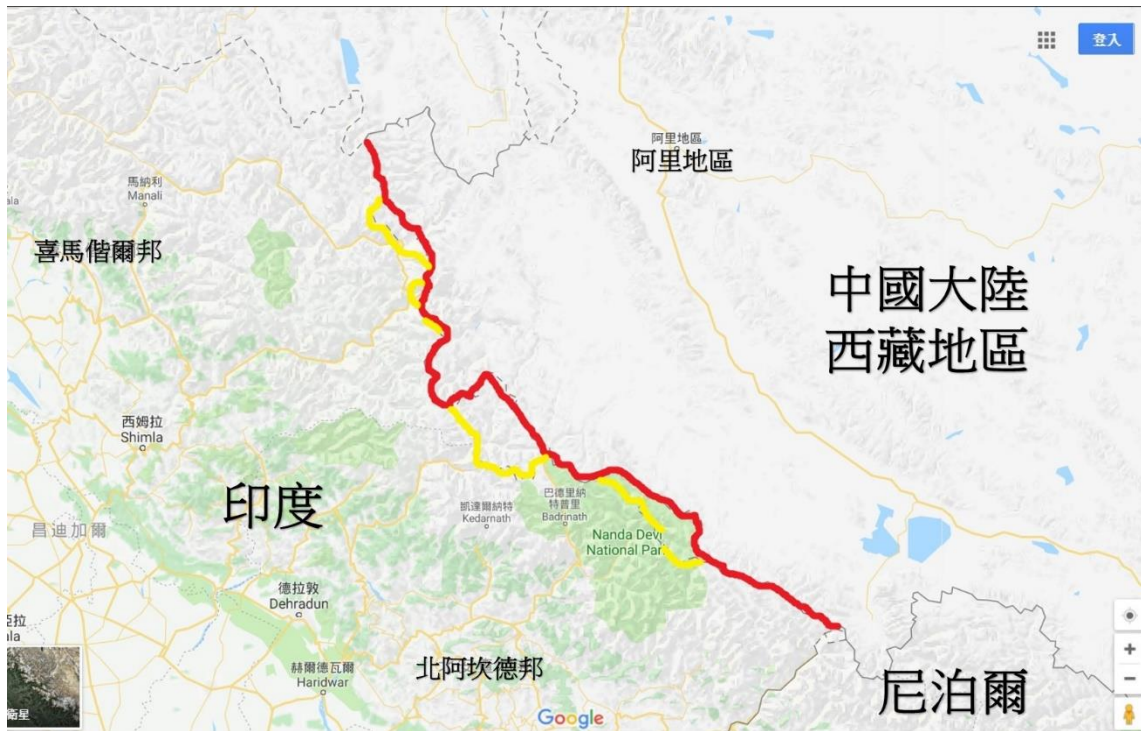 登入
阿里地區
阿里地區
馬納利
Manali
喜馬偕爾邦
中國大陸
西藏地區
西姆拉
Shimla
印度
凱達爾納特
Kedarnath
巴德里納
特普里
Badrinath
昌迪加爾
Nanda Devi
National Par
德拉敦
Dehradun
赫爾德瓦爾
Haridwar
北阿坎德邦
尼泊爾
衛星
Google